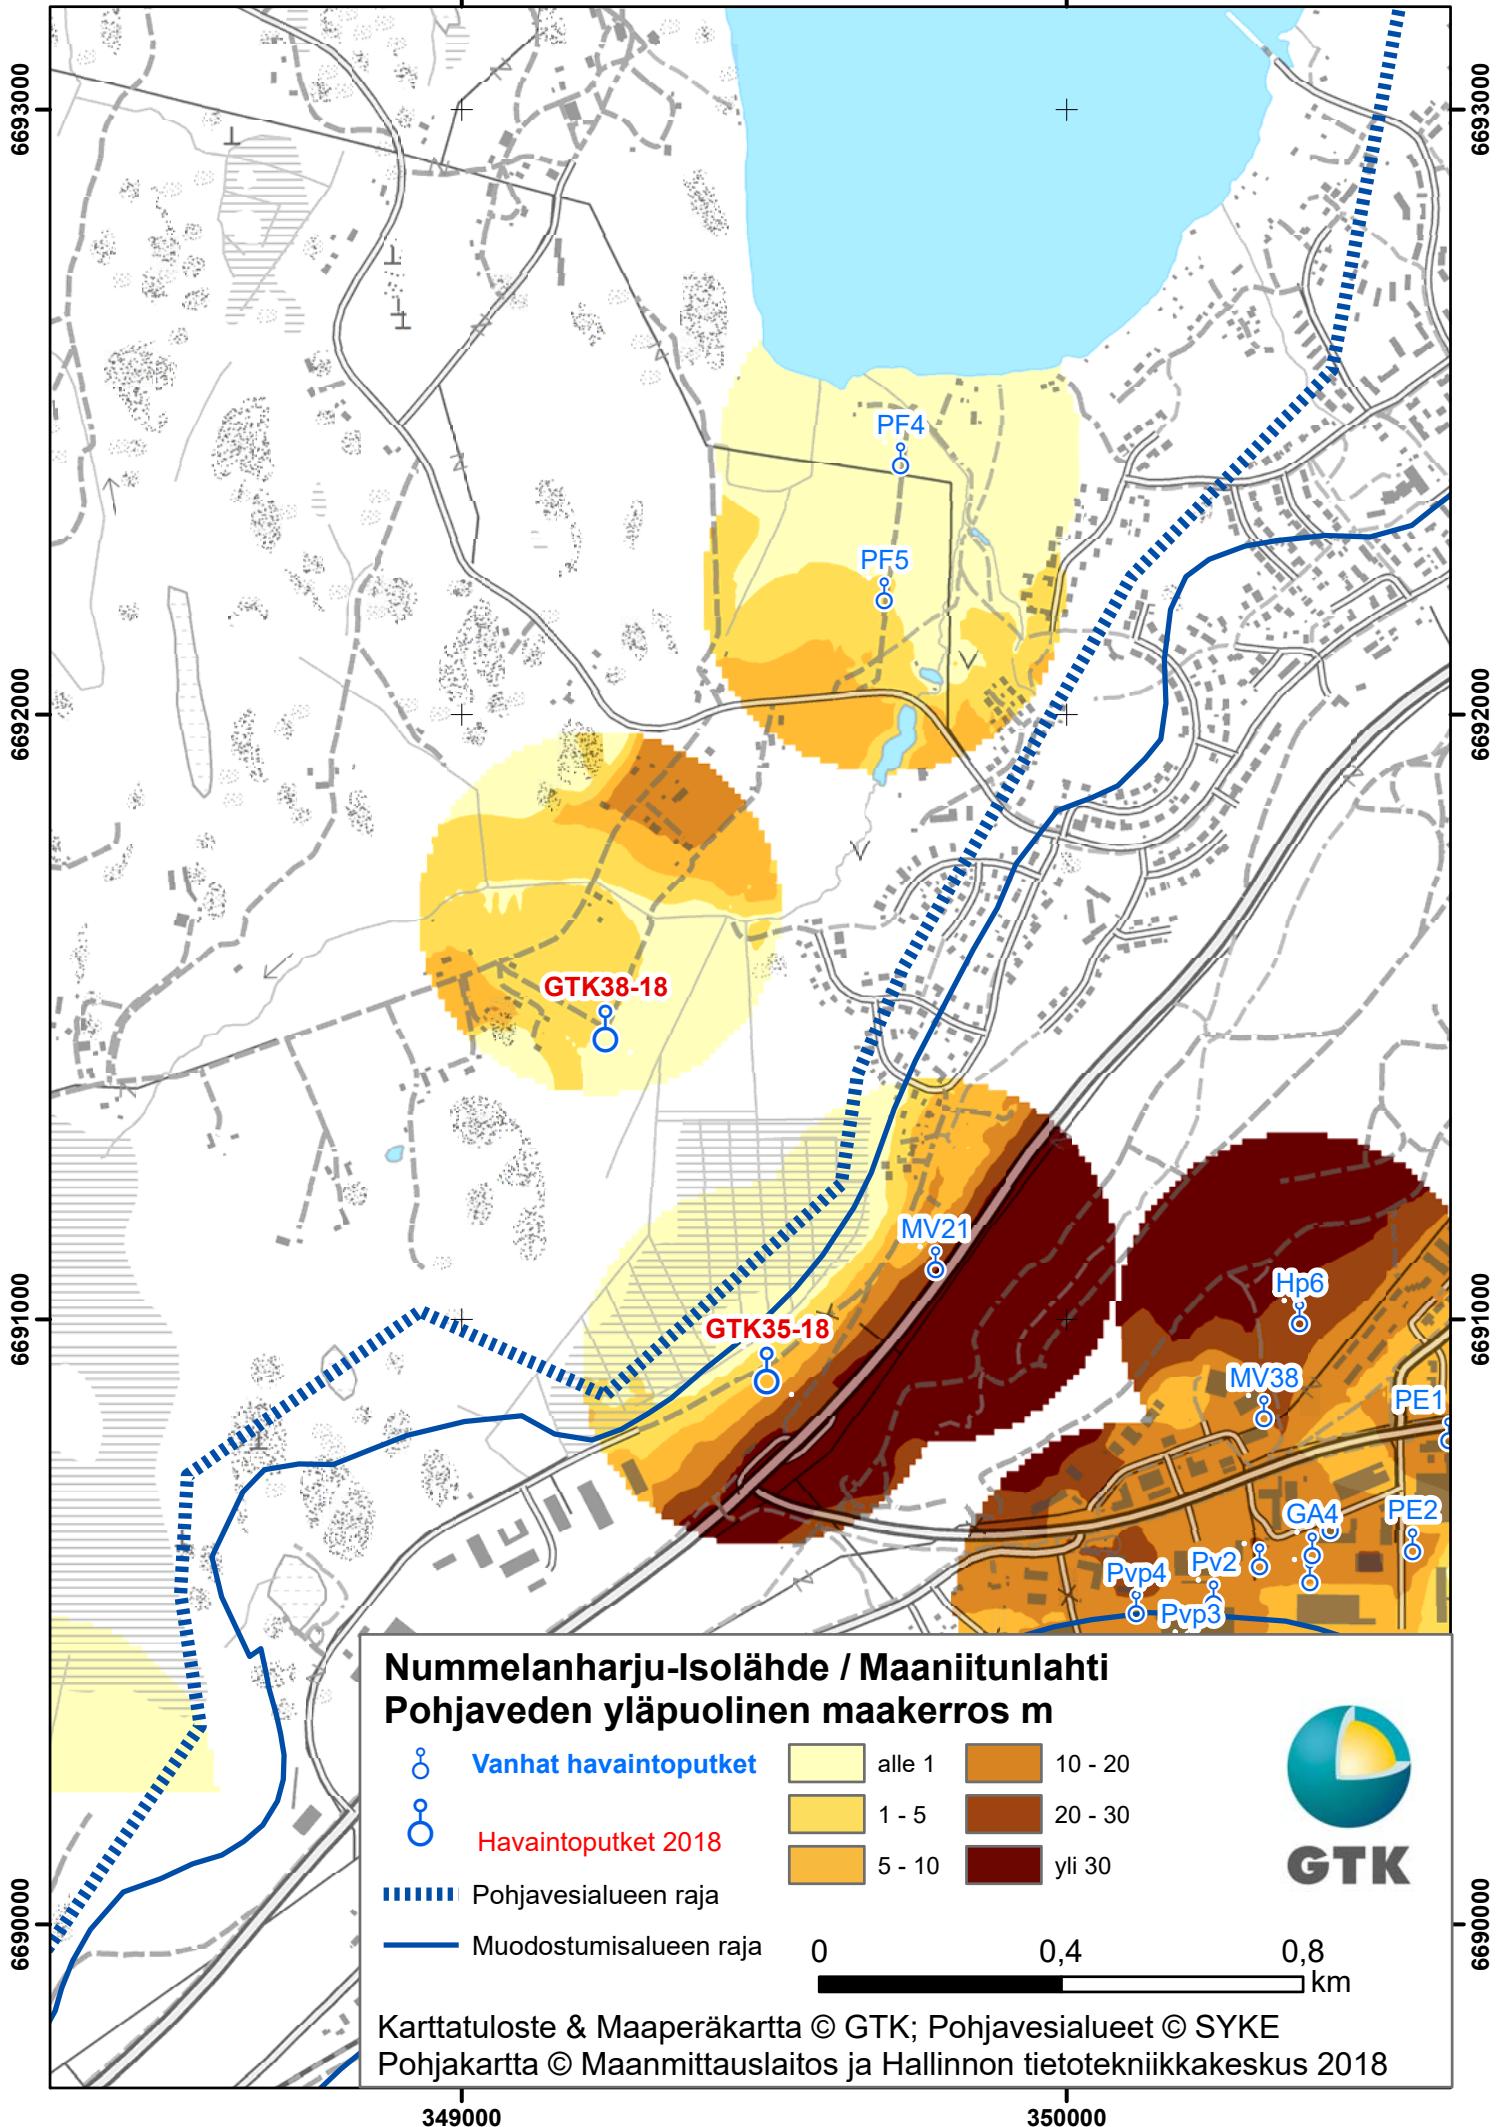 6693000
6693000
PF4
PF5
6692000
6692000
GTK38-18
MV21
6691000
GTK35-18
Hp6
6691000
MV38
PE1
GA4
PE2
Pv2
Pvp4
Pvp3
Nummelanharju-Isolähde / Maaniitunlahti
Pohjaveden yläpuolinen maakerros m
Vanhat havaintoputket
Havaintoputket 2018
Pohjavesialueen raja
Muodostumisalueen raja
alle 1
1 - 5
5 - 10
10 - 20
20 - 30
yli 30
GTK
6690000
6690000
0 0,4 0,8
km
Karttatuloste & Maaperäkartta © GTK; Pohjavesialueet © SYKE
Pohjakartta © Maanmittauslaitos ja Hallinnon tietotekniikkakeskus 2018
349000 350000